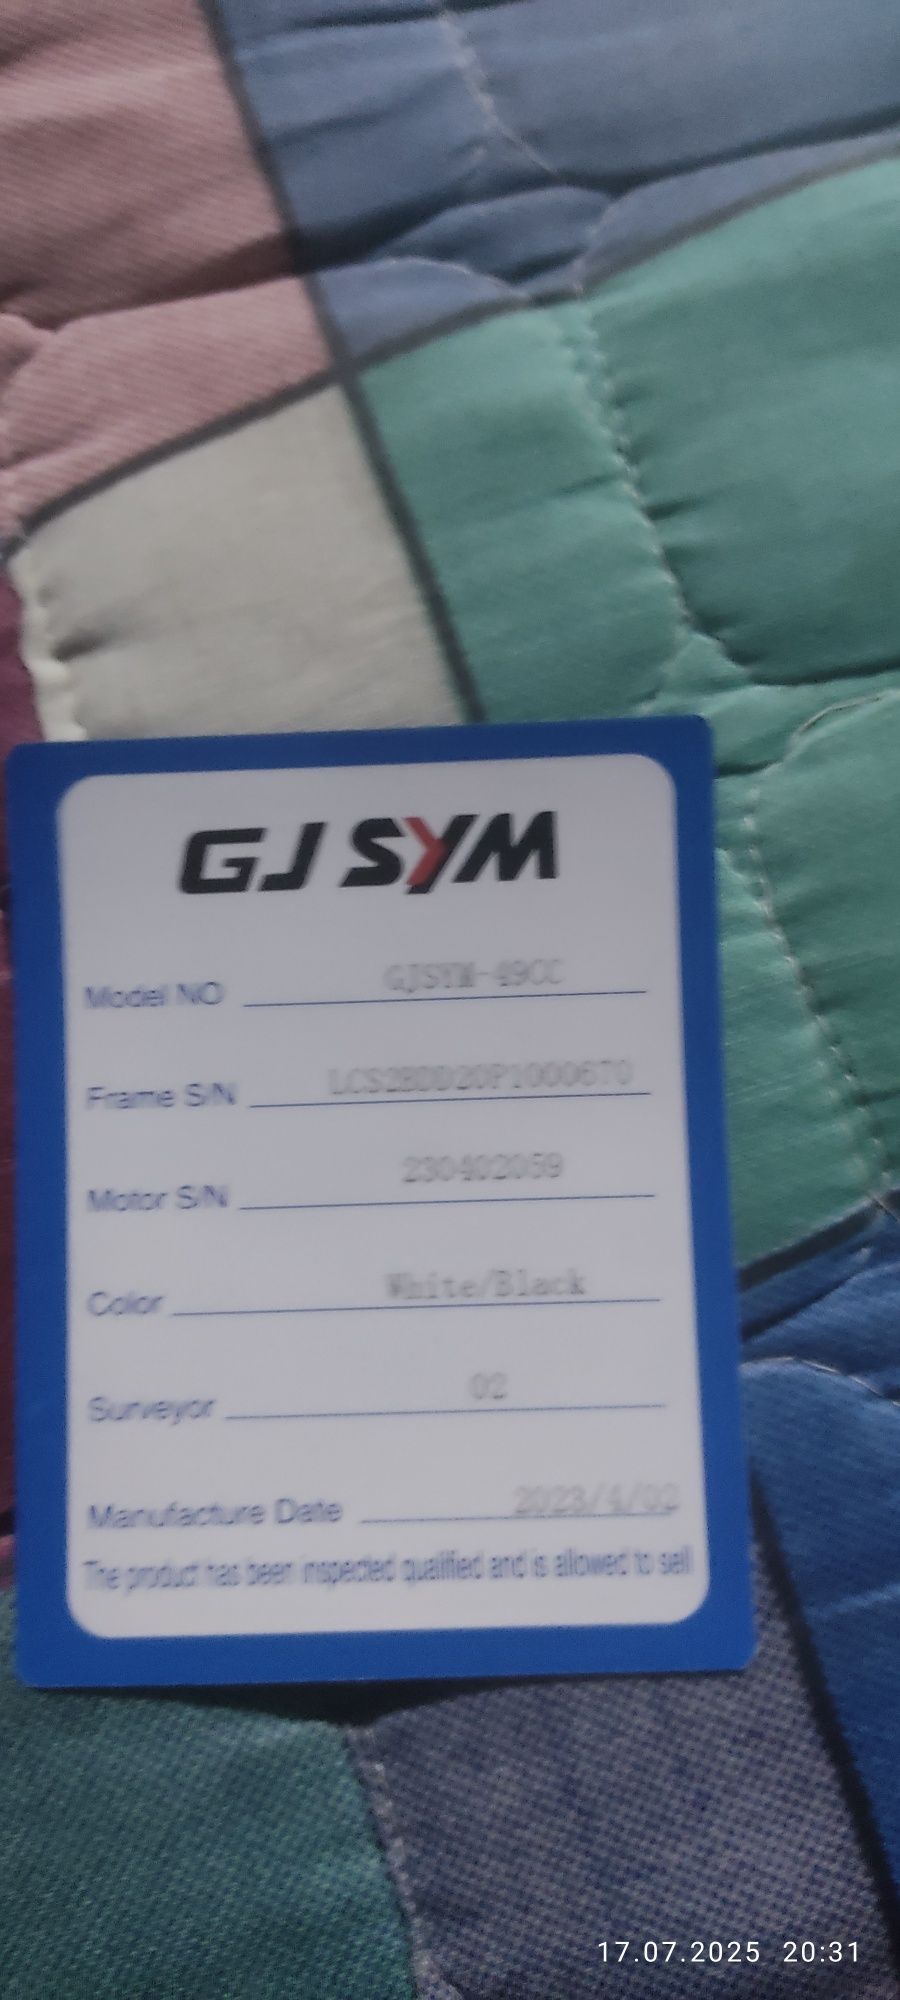 GJ SYM
Model NO GJSYM-49CC
Frame S/N
Motor S/N 230402059
Color White/Black
Surveyor 02
Manufacture Date 2023/4/02
The product has been inspected qualified and is allowed to sell
17.07.2025 20:31